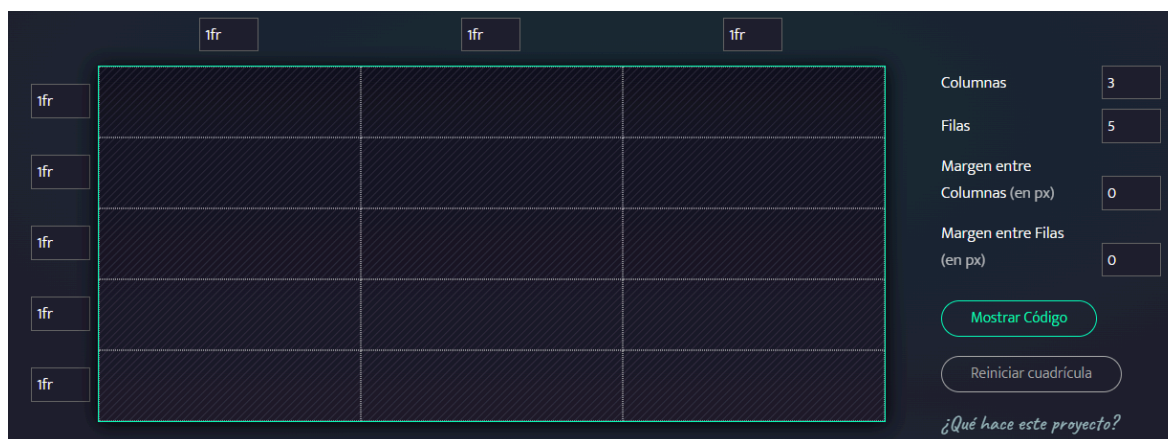 1fr 1fr 1fr
1fr
1fr
1fr
1fr
1fr
Columnas 3
Filas 5
Margen entre
Columnas (en px) 0
Margen entre Filas
(en px) 0
Mostrar Código
Reiniciar cuadrícula
¿Qué hace este proyecto?